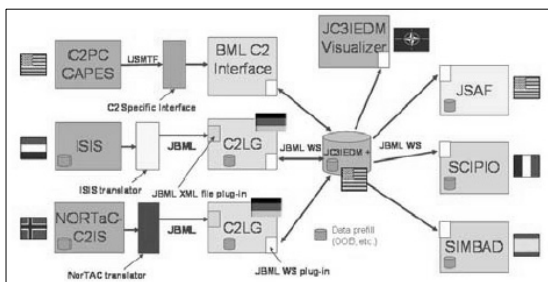 C2PC
CAPES
USMTF
BML C2
Interface
JC3IEDM
Visualizer
C2 Specific Interface
JSAF
ISIS
JBML
C2LG
JBML WS
JC3IEDM +
JBML WS
SCIPIO
ISIS translator
JBML XML file plug-in
NORTaC-
C2IS
JBML
C2LG
Data prefill
(OOD, etc.)
SIMBAD
NorTAC translator
JBML WS plug-in